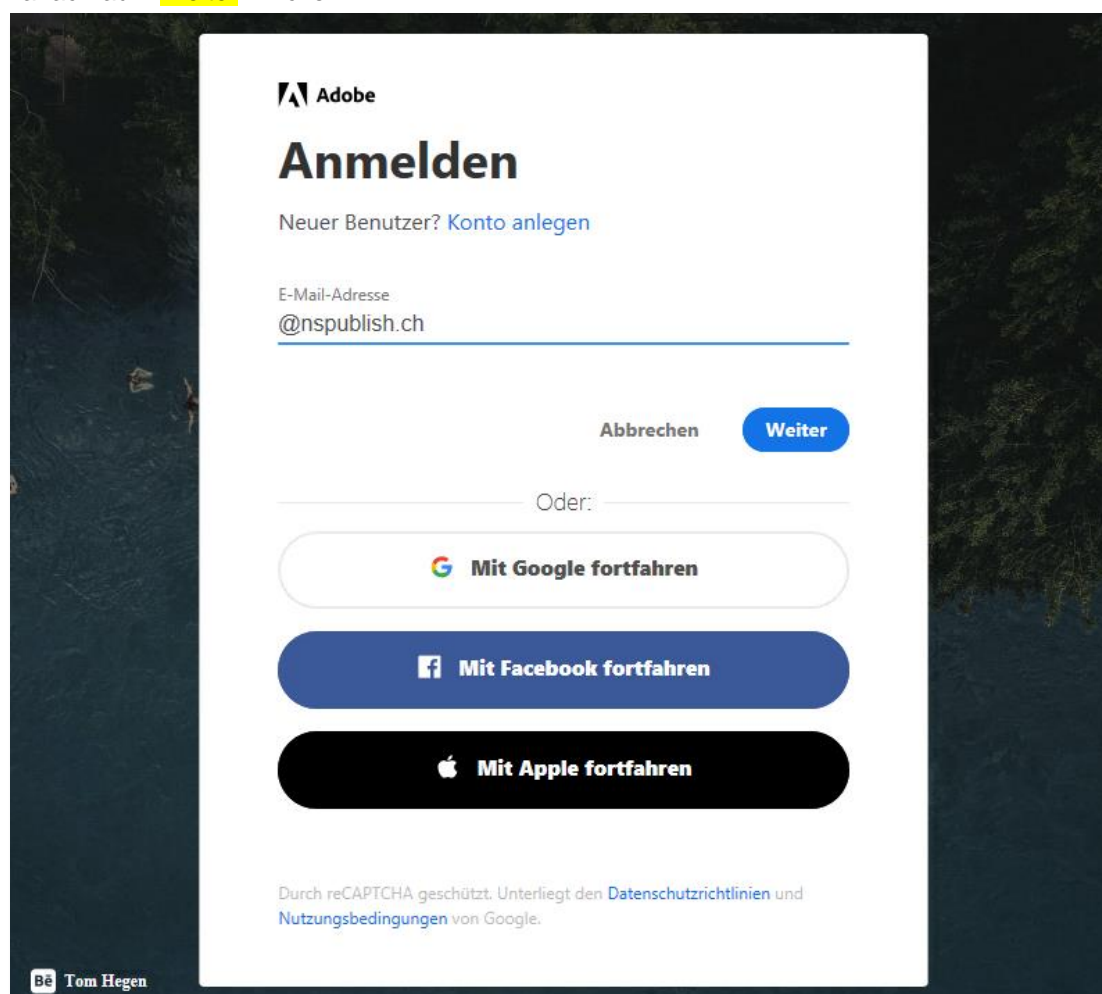 Adobe
Anmelden
Neuer Benutzer? Konto anlegen
E-Mail-Adresse
@nspublish.ch
Abbrechen Weiter
Oder:
Mit Google fortfahren
Mit Facebook fortfahren
Mit Apple fortfahren
Durch reCAPTCHA geschützt. Unterliegt den Datenschutzrichtlinien und
Nutzungsbedingungen von Google.
Bē Tom Hegen